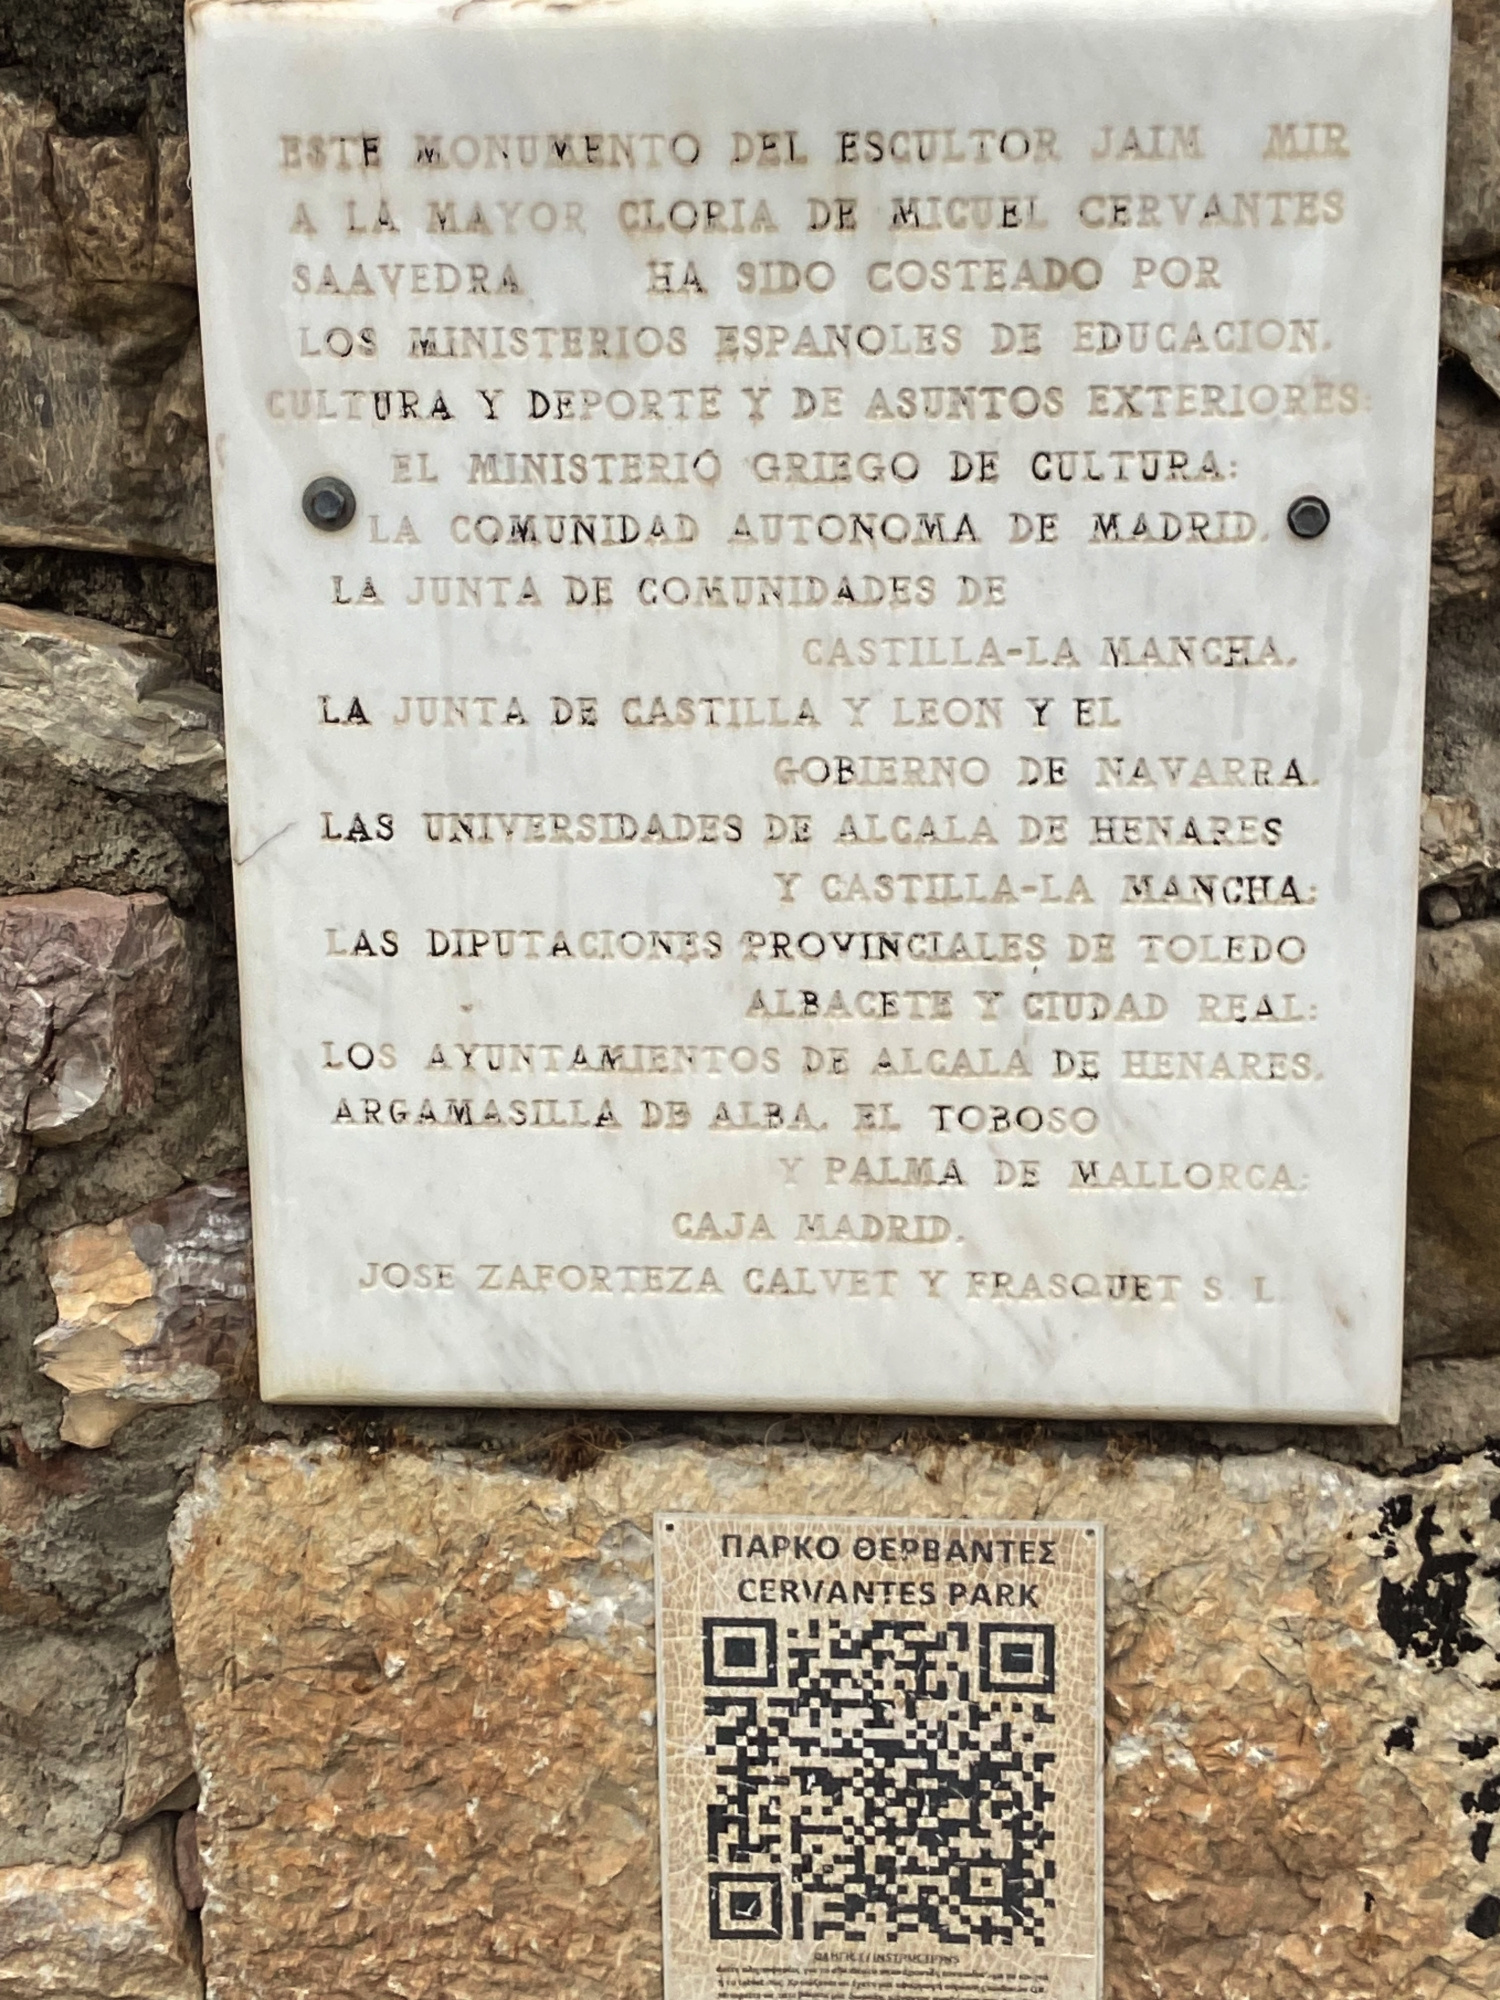 ESTE MONUMENTO DEL ESCULTOR JAIM MIR
A LA MAYOR GLORIA DE MIGUEL CERVANTES
SAAVEDRA HA SIDO COSTEADO POR
LOS MINISTERIOS ESPANOLES DE EDUCACION.
CULTURA Y DEPORTE Y DE ASUNTOS EXTERIORES:
EL MINISTERIO GRIEGO DE CULTURA:
LA COMUNIDAD AUTONOMA DE MADRID.
LA JUNTA DE COMUNIDADES DE
CASTILLA-LA MANCHA.
LA JUNTA DE CASTILLA Y LEON Y EL
GOBIERNO DE NAVARRA.
LAS UNIVERSIDADES DE ALCALA DE HENARES
Y CASTILLA-LA MANCHA:
LAS DIPUTACIONES PROVINCIALES DE TOLEDO
ALBACETE Y CIUDAD REAL:
LOS AYUNTAMIENTOS DE ALCALA DE HENARES.
ARGAMASILLA DE ALBA. EL TOBOSO
Y PALMA DE MALLORCA:
CAJA MADRID.
JOSE ZAFORTEZA CALVET Y FRASQUET S. L.
ΠΑΡΚΟ ΘΕΡΒΑΝΤΕΣ
CERVANTES PARK
ΟΔΗΓΙΕΣ / INSTRUCTIONS